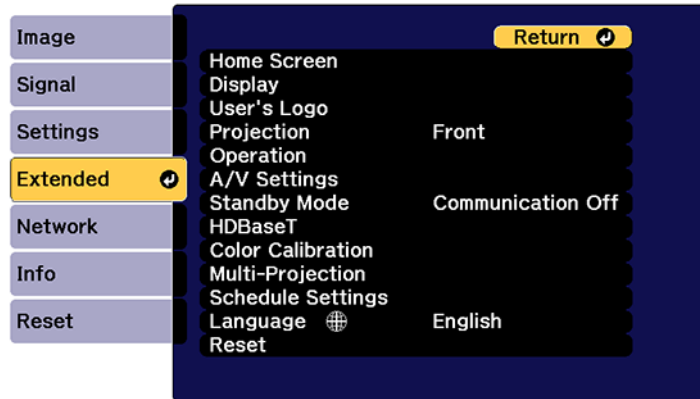 Image
Signal
Settings
Extended
Network
Info
Reset
Return
Home Screen
Display
User's Logo
Projection Front
Operation
A/V Settings
Standby Mode Communication Off
HDBaseT
Color Calibration
Multi-Projection
Schedule Settings
Language English
Reset